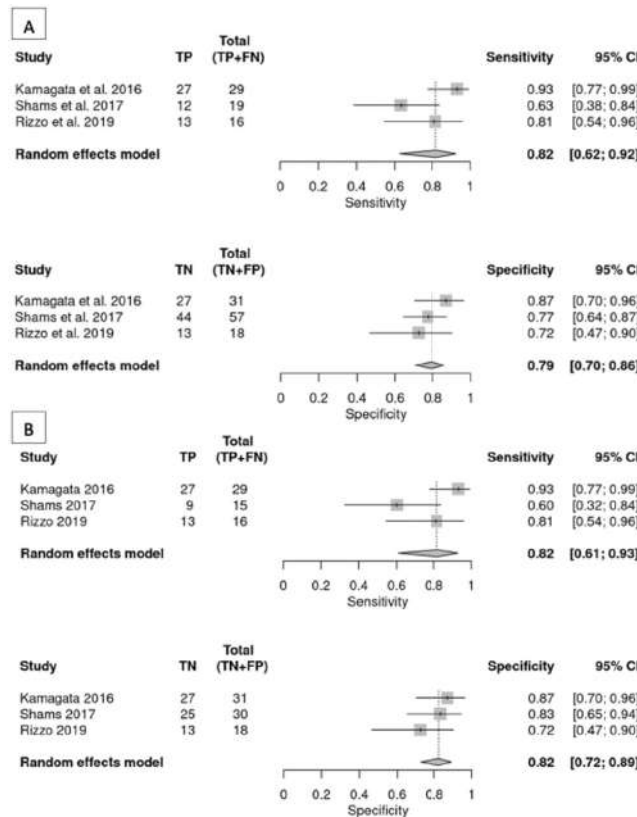 A
Total
Study TP (TP+FN) Sensitivity 95% CI
Kamagata et al. 2016 27 29 0.93 [0.77; 0.99]
Shams et al. 2017 12 19 0.63 [0.38; 0.84]
Rizzo et al. 2019 13 16 0.81 [0.54; 0.96]
Random effects model 0.82 [0.62; 0.92]
0 0.2 0.4 0.6 0.8 1
Sensitivity
Total
Study TN (TN+FP) Specificity 95% CI
Kamagata et al. 2016 27 31 0.87 [0.70; 0.96]
Shams et al. 2017 44 57 0.77 [0.64; 0.87]
Rizzo et al. 2019 13 18 0.72 [0.47; 0.90]
Random effects model 0.79 [0.70; 0.86]
0 0.2 0.4 0.6 0.8 1
Specificity
B
Total
Study TP (TP+FN) Sensitivity 95% CI
Kamagata 2016 27 29 0.93 [0.77; 0.99]
Shams 2017 9 15 0.60 [0.32; 0.84]
Rizzo 2019 13 16 0.81 [0.54; 0.96]
Random effects model 0.82 [0.61; 0.93]
0 0.2 0.4 0.6 0.8 1
Sensitivity
Total
Study TN (TN+FP) Specificity 95% CI
Kamagata 2016 27 31 0.87 [0.70; 0.96]
Shams 2017 25 30 0.83 [0.65; 0.94]
Rizzo 2019 13 18 0.72 [0.47; 0.90]
Random effects model 0.82 [0.72; 0.89]
0 0.2 0.4 0.6 0.8 1
Specificity